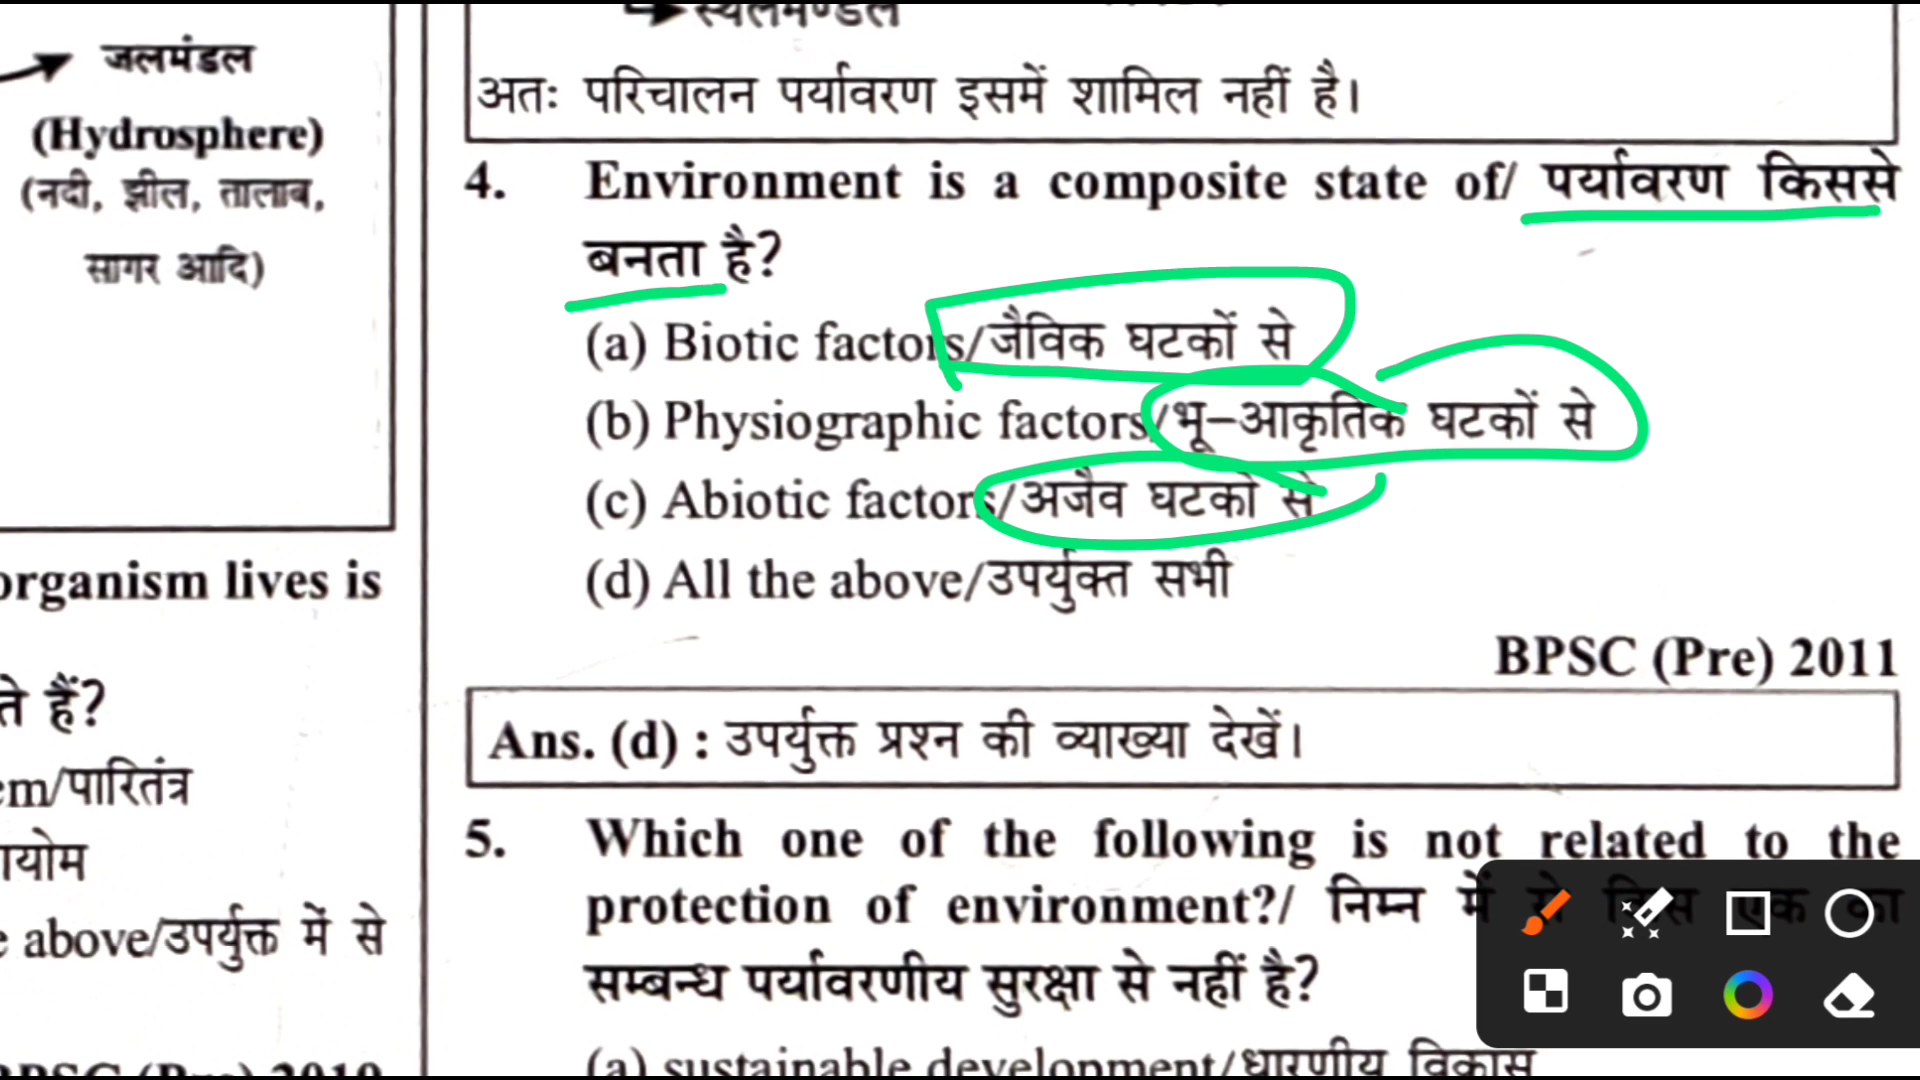 जलमंडल
(Hydrosphere)
(नदी, झील, तालाब,
सागर आदि)
organism lives is
ते हैं?
em/पारितंत्र
ायोम
e above/उपर्युक्त में से
स्थलमण्डल
अतः परिचालन पर्यावरण इसमें शामिल नहीं है।
4. Environment is a composite state of/ पर्यावरण किससे
बनता है?
(a) Biotic factors/जैविक घटकों से
(b) Physiographic factors/भू–आकृतिक घटकों से
(c) Abiotic factors/अजैव घटको से
(d) All the above/उपर्युक्त सभी
BPSC (Pre) 2011
Ans. (d) : उपर्युक्त प्रश्न की व्याख्या देखें।
5. Which one of the following is not related to the
protection of environment?/ निम्न में से किस एक का
सम्बन्ध पर्यावरणीय सुरक्षा से नहीं है?
(a) sustainable development/धारणीय विकास